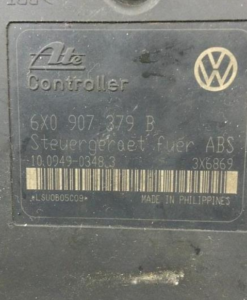 Ate
Controller
6X0 907 379 B
Steuergeraet fuer ABS
10.0949-0348.3 3X6869
MADE IN PHILIPPINES